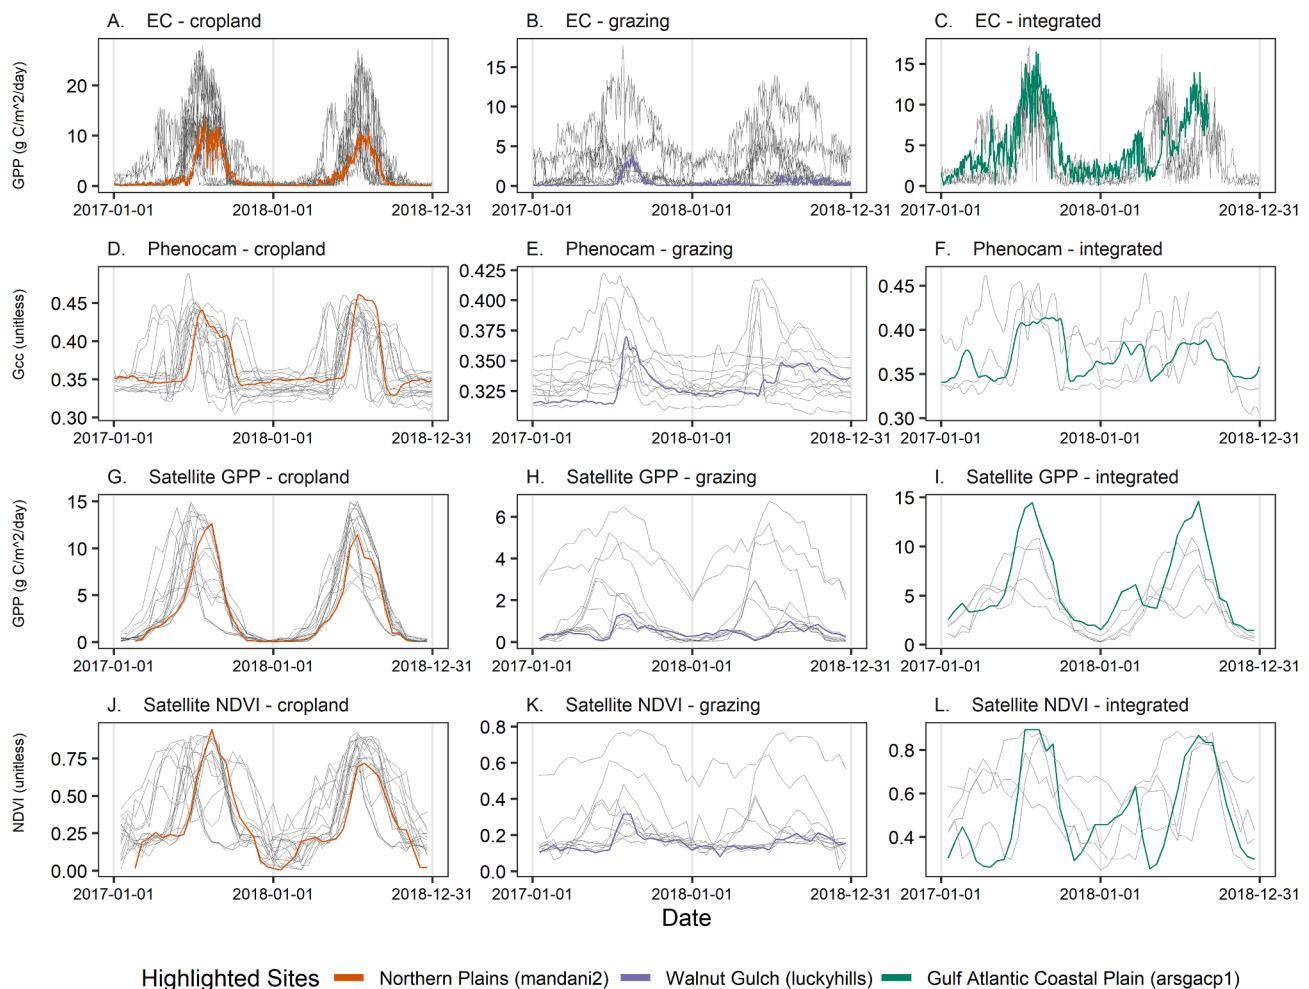 A. EC - cropland
B. EC - grazing
C. EC - integrated
GPP (g C/m^2/day)
20
10
0
2017-01-01 2018-01-01 2018-12-31
15
10
5
0
2017-01-01 2018-01-01 2018-12-31
15
10
5
0
2017-01-01 2018-01-01 2018-12-31
D. Phenocam - cropland
E. Phenocam - grazing
F. Phenocam - integrated
Gcc (unitless)
0.45
0.40
0.35
0.30
2017-01-01 2018-01-01 2018-12-31
0.425
0.400
0.375
0.350
0.325
2017-01-01 2018-01-01 2018-12-31
0.45
0.40
0.35
0.30
2017-01-01 2018-01-01 2018-12-31
G. Satellite GPP - cropland
H. Satellite GPP - grazing
I. Satellite GPP - integrated
GPP (g C/m^2/day)
15
10
5
0
2017-01-01 2018-01-01 2018-12-31
6
4
2
0
2017-01-01 2018-01-01 2018-12-31
15
10
5
0
2017-01-01 2018-01-01 2018-12-31
J. Satellite NDVI - cropland
K. Satellite NDVI - grazing
L. Satellite NDVI - integrated
NDVI (unitless)
0.75
0.50
0.25
0.00
2017-01-01 2018-01-01 2018-12-31
0.8
0.6
0.4
0.2
0.0
2017-01-01 2018-01-01 2018-12-31
0.8
0.6
0.4
2017-01-01 2018-01-01 2018-12-31
Date
Highlighted Sites Northern Plains (mandani2) Walnut Gulch (luckyhills) Gulf Atlantic Coastal Plain (arsgacp1)